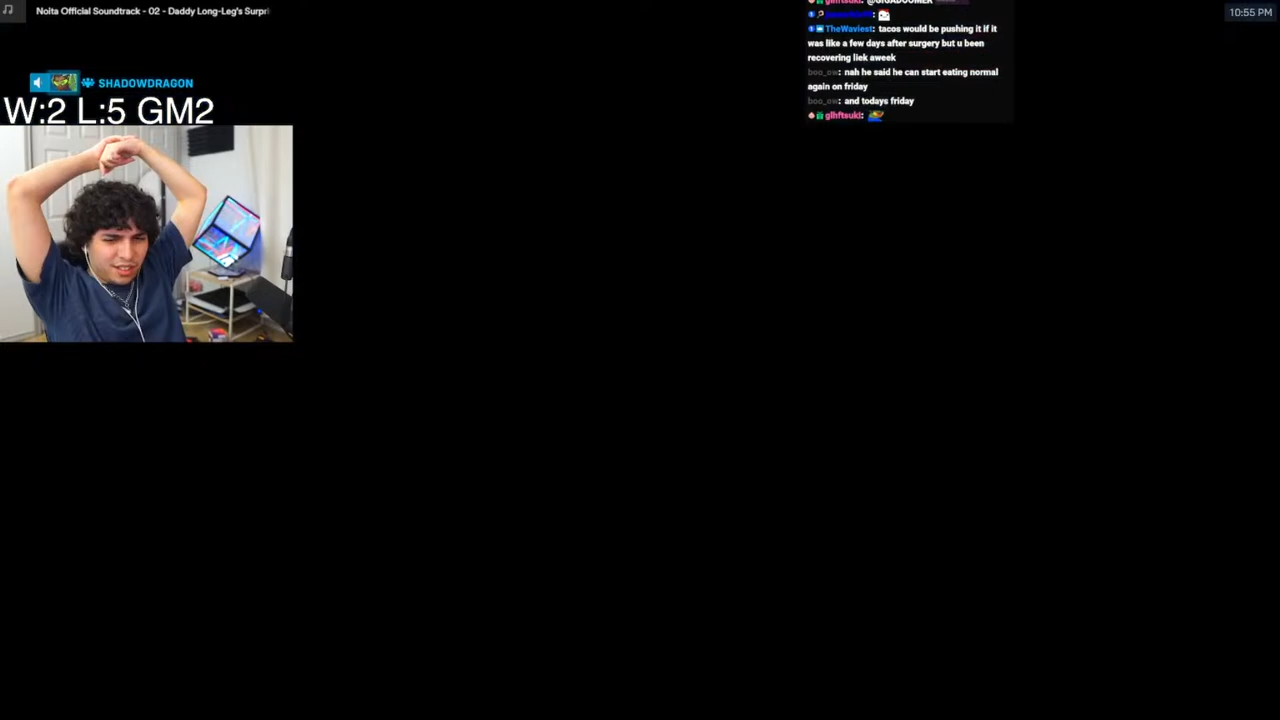 Noita Official Soundtrack - 02 - Daddy Long-Leg's Surpri
SHADOWDRAGON
W:2 L:5 GM2
glhftsuki: @GIGADOOMER
TheWaviest: tacos would be pushing it if it
was like a few days after surgery but u been
recovering liek aweek
boo_ow: nah he said he can start eating normal
again on friday
boo_ow: and todays friday
glhftsuki:
10:55 PM